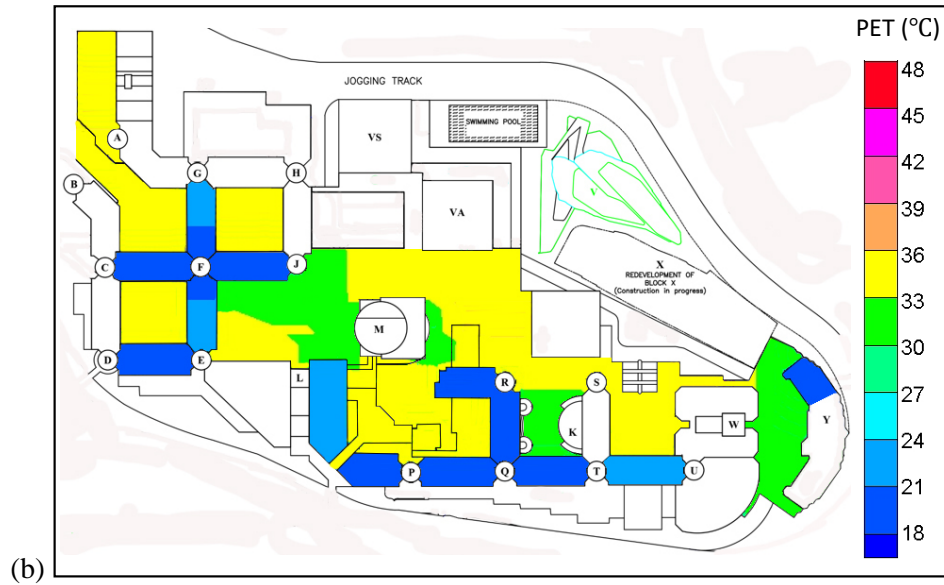 PET (°C)
48
45
42
39
36
33
30
27
24
21
18
JOGGING TRACK
SWIMMING POOL
VS
VA
V
A
B
G
H
C
F
J
X
REDEVELOPMENT OF
BLOCK X
(Construction in progress)
M
D
E
L
R
S
K
W
Y
P
Q
T
U
(b)